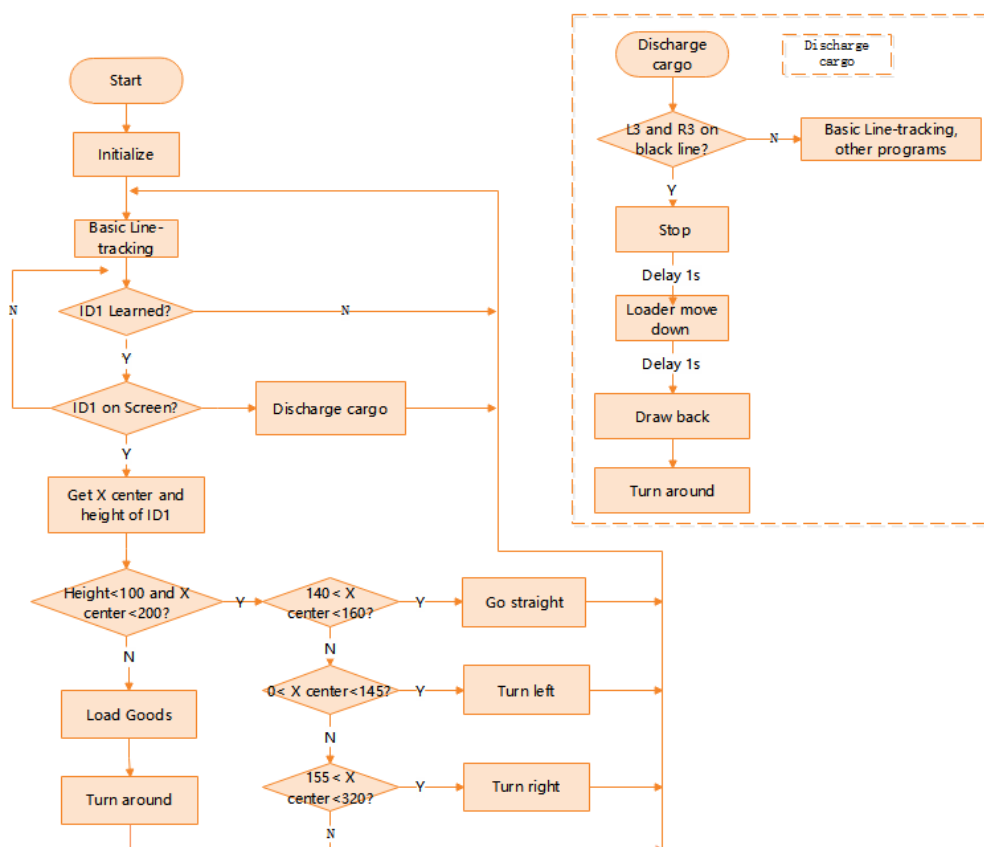 Start
Initialize
Basic Line-
tracking
N
ID1 Learned?
N
Y
ID1 on Screen?
Discharge cargo
Y
Get X center and
height of ID1
Height<100 and X
center<200?
Y
140< X
center<160?
Y
Go straight
N
N
Load Goods
0< X center<145?
Y
Turn left
N
Turn around
155< X
center<320?
Y
Turn right
N
Discharge
cargo
Discharge
cargo
L3 and R3 on
black line?
N
Basic Line-tracking,
other programs
Y
Stop
Delay 1s
Loader move
down
Delay 1s
Draw back
Turn around